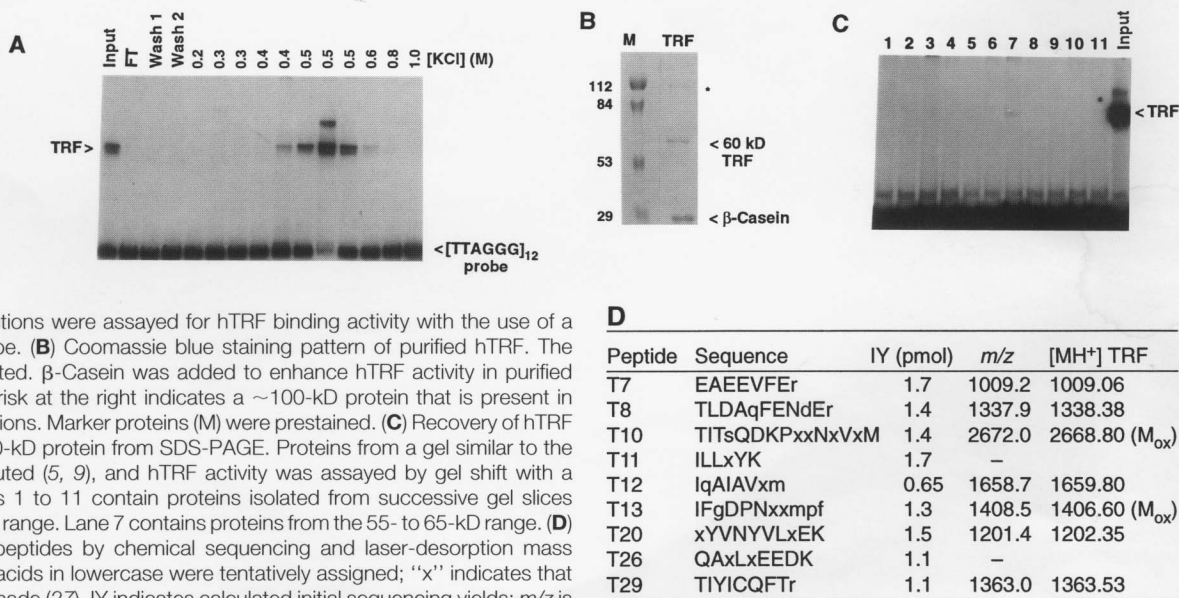 A
Input
FT
Wash 1
Wash 2
0.2
0.3
0.3
0.4
0.4
0.5
0.5
0.5
0.6
0.8
1.0
[KCl] (M)
TRF>
<[TTAGGG]12
probe
B
M TRF
112
84
53
29
< 60 kD
TRF
< β-Casein
C
1 2 3 4 5 6 7 8 9 10 11 Input
< TRF
tions were assayed for hTRF binding activity with the use of a
be. (B) Coomassie blue staining pattern of purified hTRF. The
ted. β-Casein was added to enhance hTRF activity in purified
risk at the right indicates a ~100-kD protein that is present in
ions. Marker proteins (M) were prestained. (C) Recovery of hTRF
0-kD protein from SDS-PAGE. Proteins from a gel similar to the
uted (5, 9), and hTRF activity was assayed by gel shift with a
s 1 to 11 contain proteins isolated from successive gel slices
range. Lane 7 contains proteins from the 55- to 65-kD range. (D)
peptides by chemical sequencing and laser-desorption mass
acids in lowercase were tentatively assigned; "x" indicates that
ade (27). IY indicates calculated initial sequencing yields; m/z is
D
Peptide Sequence IY (pmol) m/z [MH+] TRF
T7 EAEEVFEr 1.7 1009.2 1009.06
T8 TLDAqFENdEr 1.4 1337.9 1338.38
T10 TITsQDKPxxNxVxM 1.4 2672.0 2668.80 (Mox)
T11 ILLxYK 1.7 –
T12 IqAIAVxm 0.65 1658.7 1659.80
T13 IFgDPNxxmpf 1.3 1408.5 1406.60 (Mox)
T20 xYVNYVLxEK 1.5 1201.4 1202.35
T26 QAxLxEEDK 1.1 –
T29 TIYICQFTr 1.1 1363.0 1363.53